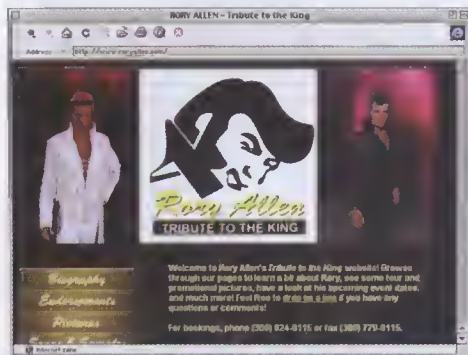 RORY ALLEN – Tribute to the King
Address
Rory Allen
TRIBUTE TO THE KING
Biography
Endorsements
Pictures
Welcome to Rory Allen's Tribute to the King website! Browse
through our pages to learn a bit about Rory, see some tour and
promotional pictures, have a look at his upcoming event dates,
and much more! Feel free to drop us a line if you have any
questions or comments!
For bookings, phone (306)
Internet zone